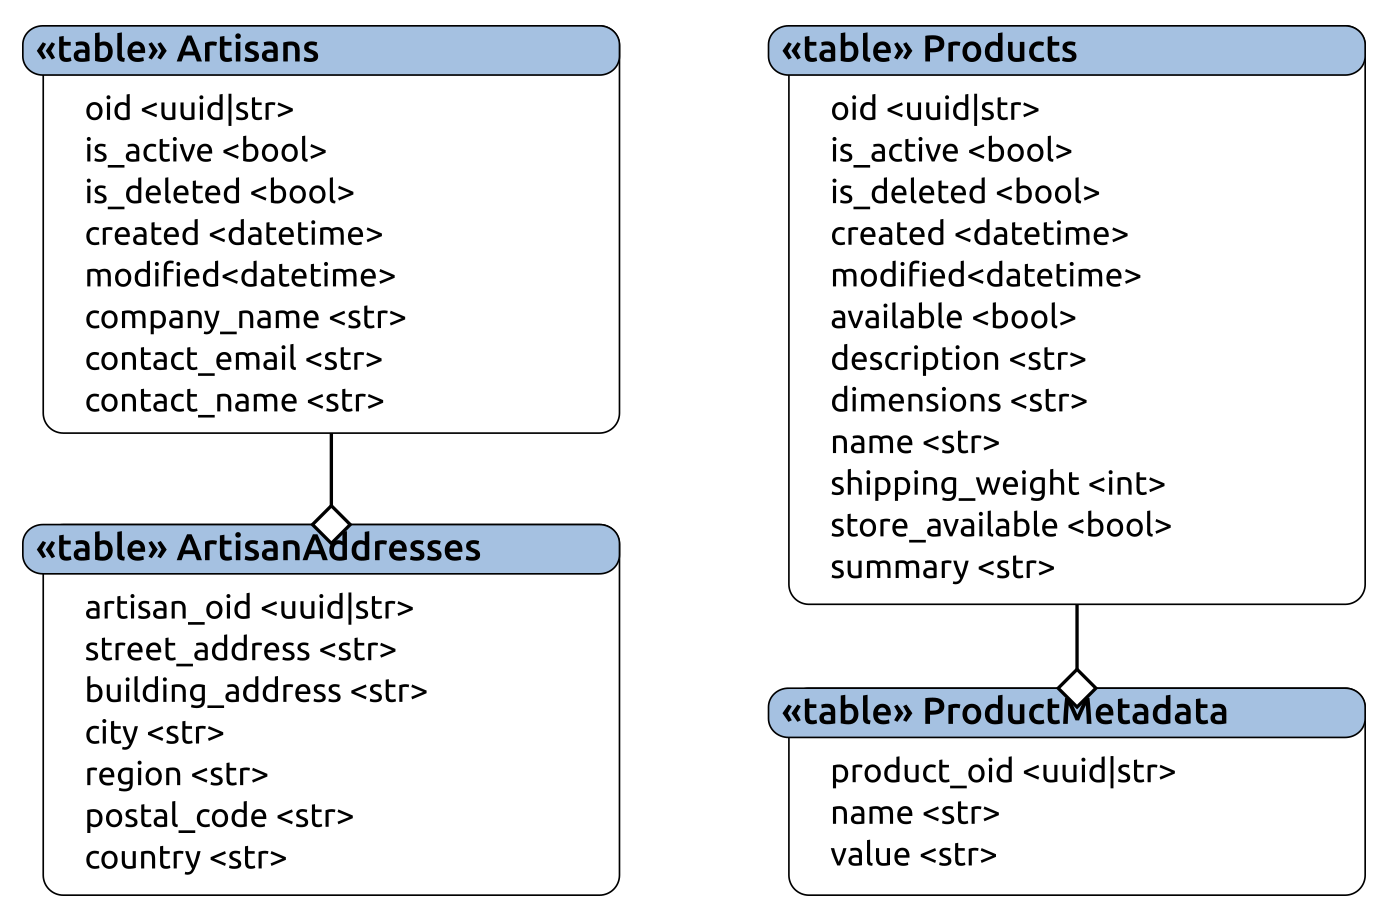 «table» Artisans
oid <uuid|str>
is_active <bool>
is_deleted <bool>
created <datetime>
modified<datetime>
company_name <str>
contact_email <str>
contact_name <str>
«table» ArtisanAddresses
artisan_oid <uuid|str>
street_address <str>
building_address <str>
city <str>
region <str>
postal_code <str>
country <str>
«table» Products
oid <uuid|str>
is_active <bool>
is_deleted <bool>
created <datetime>
modified<datetime>
available <bool>
description <str>
dimensions <str>
name <str>
shipping_weight <int>
store_available <bool>
summary <str>
«table» ProductMetadata
product_oid <uuid|str>
name <str>
value <str>